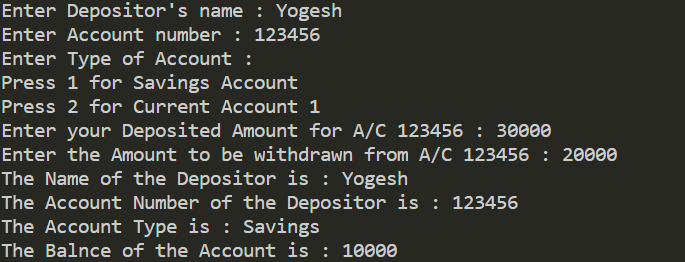 Enter Depositor's name : Yogesh
Enter Account number : 123456
Enter Type of Account :
Press 1 for Savings Account
Press 2 for Current Account 1
Enter your Deposited Amount for A/C 123456 : 30000
Enter the Amount to be withdrawn from A/C 123456 : 20000
The Name of the Depositor is : Yogesh
The Account Number of the Depositor is : 123456
The Account Type is : Savings
The Balnce of the Account is : 10000